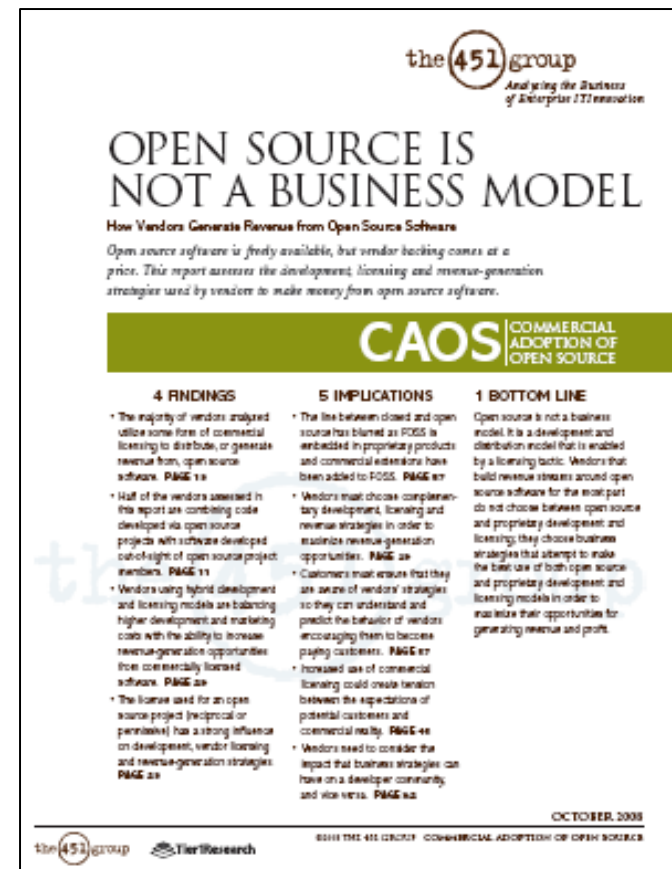 the 451 group
Analyzing the Business
of Enterprise IT Innovation
OPEN SOURCE IS
NOT A BUSINESS MODEL
How Vendors Generate Revenue from Open Source Software
Open source software is freely available, but vendor backing comes at a
price. This report assesses the development, licensing and revenue-generation
strategies used by vendors to make money from open source software.
CAOS
COMMERCIAL
ADOPTION OF
OPEN SOURCE
4 FINDINGS
• The majority of vendors analyzed
utilize some form of commercial
licensing to distribute, or generate
revenue from, open source
software. PAGE
• Half of the vendors assessed in
this report are combining code
developed via open source
projects with software developed
out-of-sight of open source project
members. PAGE 11
• Vendors using hybrid development
and licensing models are balancing
higher development and marketing
costs with the ability to increase
revenue-generation opportunities
from commercially licensed
software. PAGE
• The license used for an open
source project (reciprocal or
permissive) has a strong influence
on development, vendor licensing
and revenue-generation strategies
PAGE
5 IMPLICATIONS
• The line between closed and open
source has blurred as FOSS is
embedded in proprietary products
and commercial extensions have
been added to FOSS. PAGE
• Vendors must choose complemen-
tary development, licensing and
revenue strategies in order to
maximize revenue-generation
opportunities. PAGE
• Customers must ensure that they
are aware of vendors' strategies
so they can understand and
predict the behavior of vendors
encouraging them to become
paying customers. PAGE
• Increased use of commercial
licensing could create tension
between the expectations of
potential customers and
commercial reality. PAGE
• Vendors need to consider the
impact that business strategies can
have on a developer community,
and vice versa. PAGE
1 BOTTOM LINE
Open source is not a business
model. It is a development and
distribution model that is enabled
by a licensing tactic. Vendors that
build revenue streams around open
source software for the most part
do not choose between open source
and proprietary development and
licensing; they choose business
strategies that attempt to make
the best use of both open source
and proprietary development and
licensing models in order to
maximize their opportunities for
generating revenue and profit.
the 451 group
OCTOBER 2008
the 451 group
Tier1Research
©2008 THE 451 GROUP COMMERCIAL ADOPTION OF OPEN SOURCE